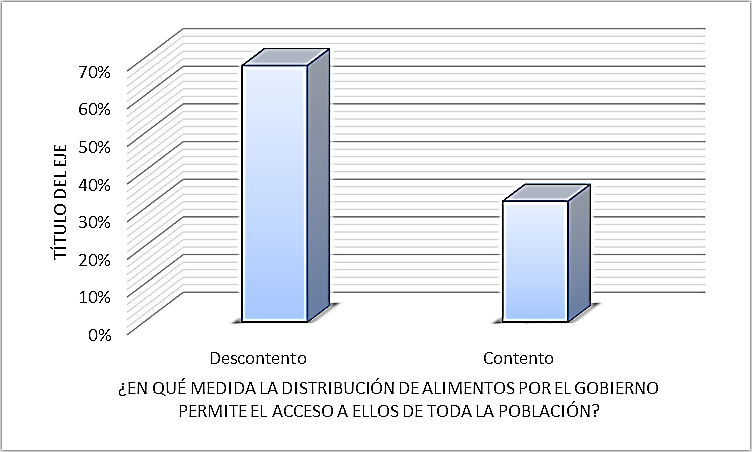 70%
60%
50%
40%
30%
20%
10%
0%
TÍTULO DEL EJE
Descontento
Contento
¿EN QUÉ MEDIDA LA DISTRIBUCIÓN DE ALIMENTOS POR EL GOBIERNO
PERMITE EL ACCESO A ELLOS DE TODA LA POBLACIÓN?